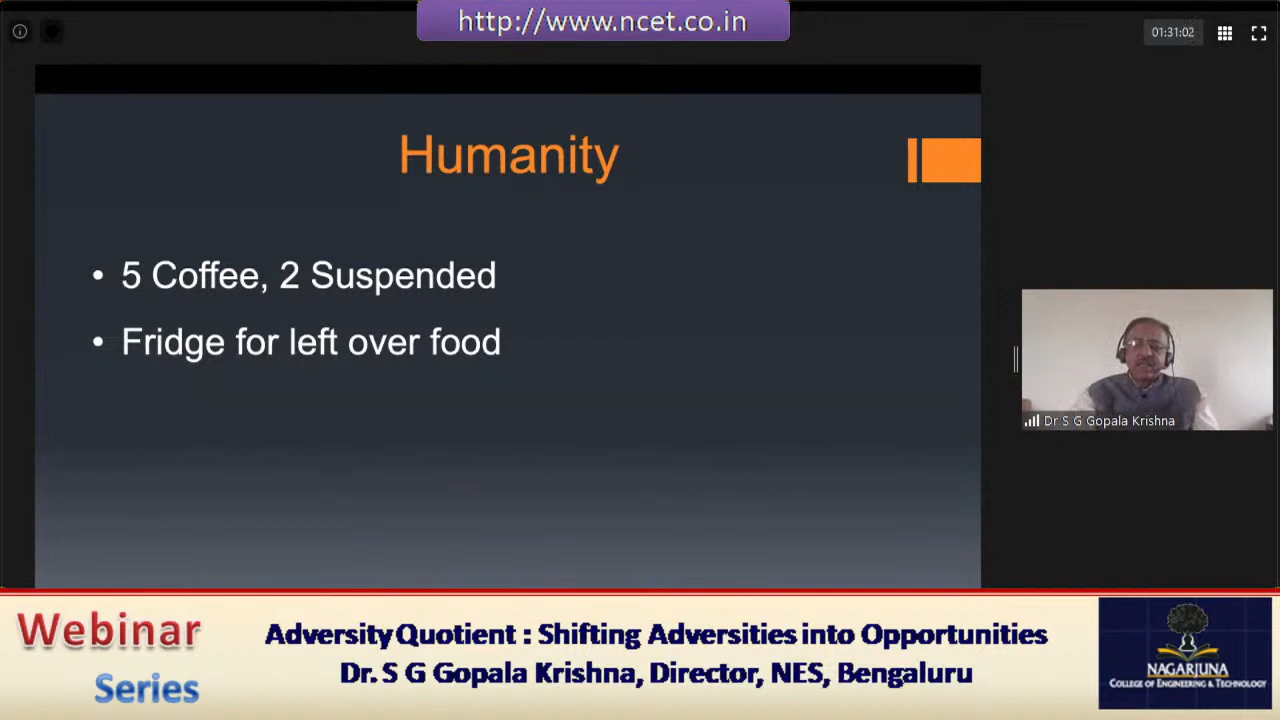 http://www.ncet.co.in
01:31:02
Humanity
• 5 Coffee, 2 Suspended
• Fridge for left over food
Dr S G Gopala Krishna
Webinar
Series
Adversity Quotient : Shifting Adversities into Opportunities
Dr. S G Gopala Krishna, Director, NES, Bengaluru
NAGARJUNA
COLLEGE OF ENGINEERING & TECHNOLOGY